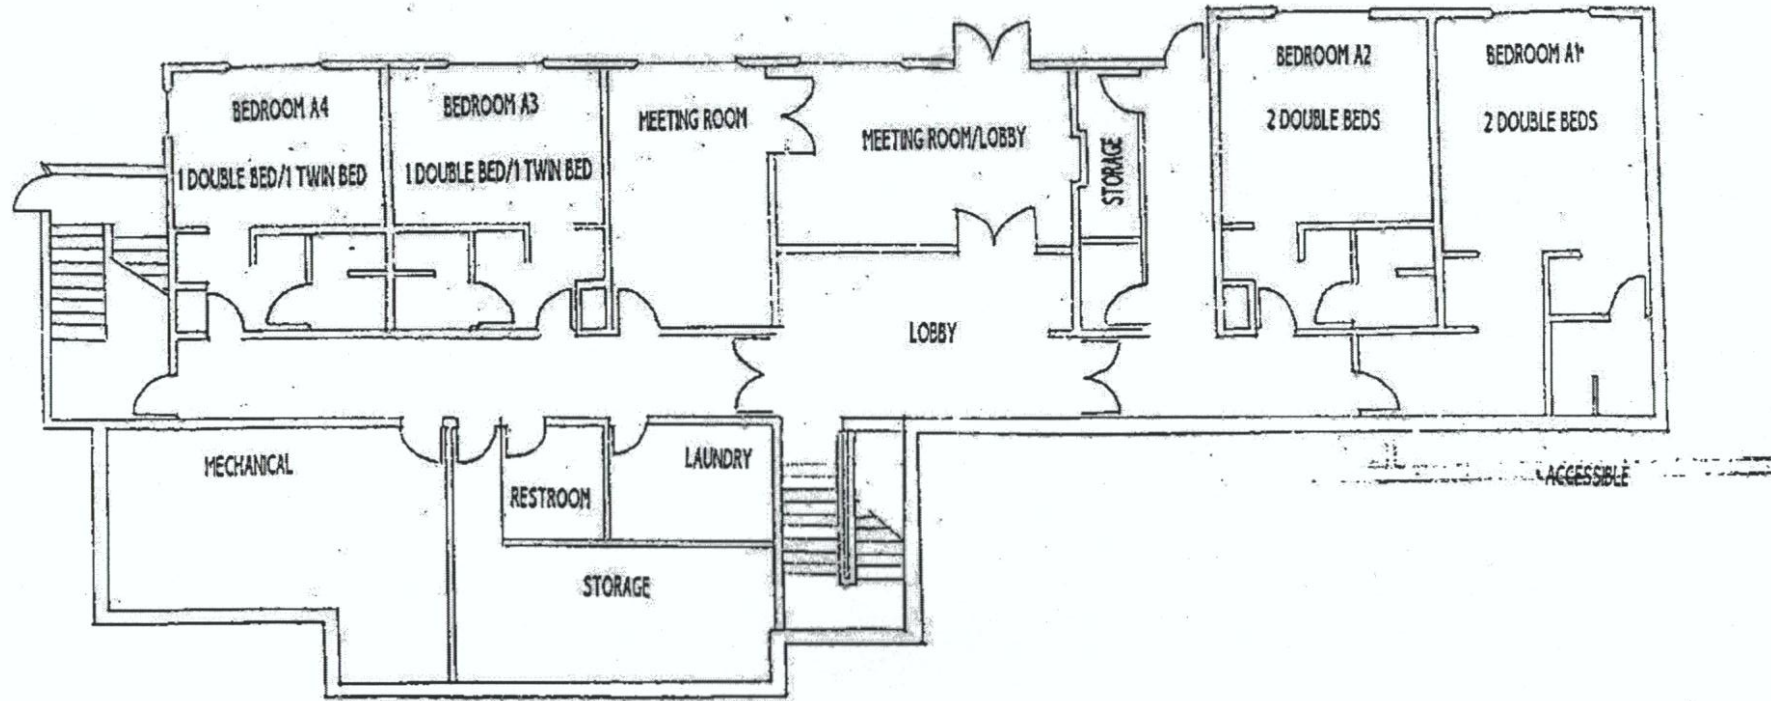 BEDROOM A4
1 DOUBLE BED/1 TWIN BED
BEDROOM A3
1 DOUBLE BED/1 TWIN BED
MEETING ROOM
MEETING ROOM/LOBBY
STORAGE
BEDROOM A2
2 DOUBLE BEDS
BEDROOM A1
2 DOUBLE BEDS
LOBBY
MECHANICAL
RESTROOM
LAUNDRY
STORAGE
ACCESSIBLE